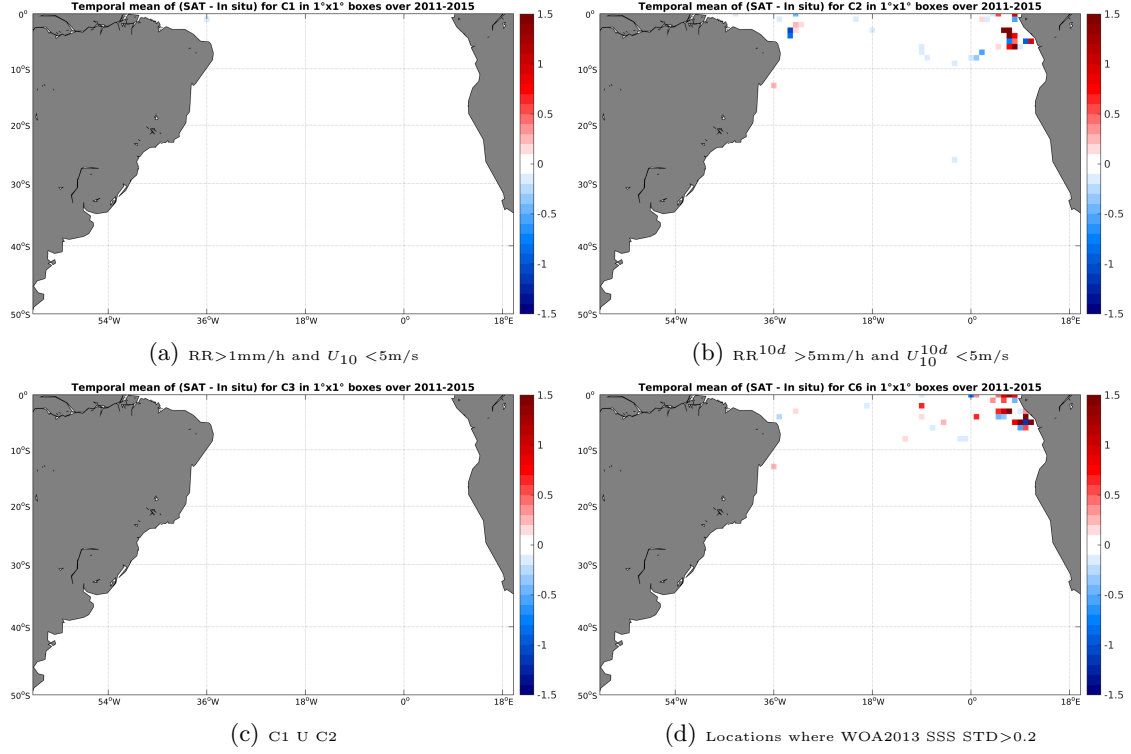 Temporal mean of (SAT - In situ) for C1 in 1°x1° boxes over 2011-2015
0°
10°S
20°S
30°S
40°S
50°S
54°W
36°W
18°W
0°
18°E
1.5
1
0.5
0
-0.5
-1
-1.5
(a) RR>1mm/h and U10 <5m/s
Temporal mean of (SAT - In situ) for C2 in 1°x1° boxes over 2011-2015
0°
10°S
20°S
30°S
40°S
50°S
54°W
36°W
18°W
0°
18°E
1.5
1
0.5
0
-0.5
-1
-1.5
(b) RR^10d >5mm/h and U10^10d <5m/s
Temporal mean of (SAT - In situ) for C3 in 1°x1° boxes over 2011-2015
0°
10°S
20°S
30°S
40°S
50°S
54°W
36°W
18°W
0°
18°E
1.5
1
0.5
0
-0.5
-1
-1.5
(c) C1 U C2
Temporal mean of (SAT - In situ) for C6 in 1°x1° boxes over 2011-2015
0°
10°S
20°S
30°S
40°S
50°S
54°W
36°W
18°W
0°
18°E
1.5
1
0.5
0
-0.5
-1
-1.5
(d) Locations where WOA2013 SSS STD>0.2